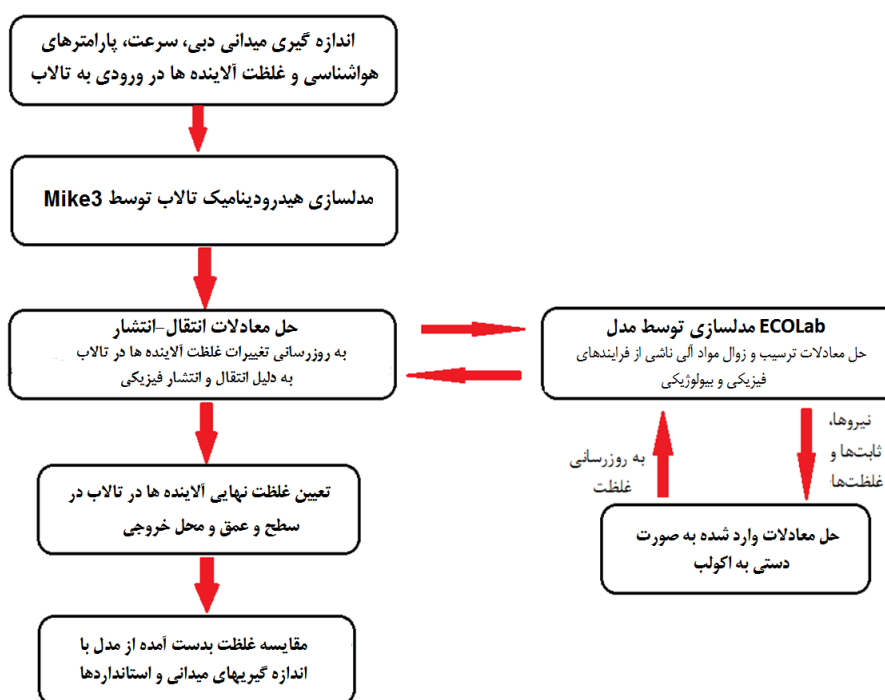 اندازه گیری میدانی دبی، سرعت، پارامترهای
هواشناسی و غلظت آلاینده ها در ورودی به تالاب
مدلسازی هیدرودینامیک تالاب توسط Mike3
حل معادلات انتقال-انتشار
به روزرسانی تغییرات غلظت آلاینده ها در تالاب
به دلیل انتقال و انتشار فیزیکی
ECOLab مدلسازی توسط مدل
حل معادلات ترسیب و زوال مواد آلی ناشی از فرایندهای
فیزیکی و بیولوژیکی
نیروها،
ثابت‌ها و
غلظت‌ها
به روزرسانی
غلظت
حل معادلات وارد شده به صورت
دستی به اکولب
تعیین غلظت نهایی آلاینده ها در تالاب در
سطح و عمق و محل خروجی
مقایسه غلظت بدست آمده از مدل با
اندازه گیریهای میدانی و استانداردها